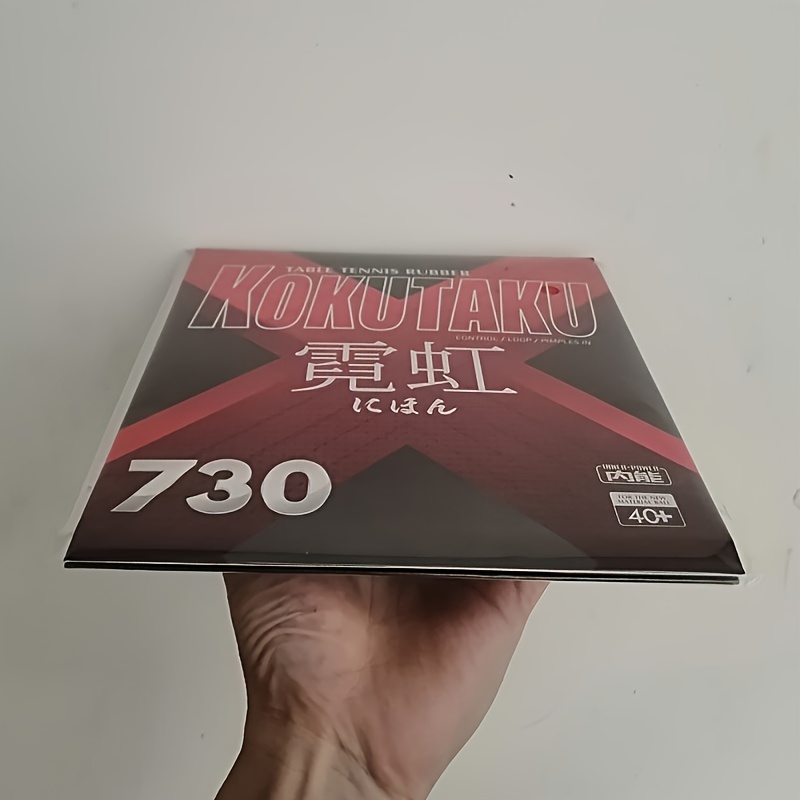 TABLE TENNIS RUBBER
KOKUTAKU
CONTROL / LOOP / PIMPLES IN
霓虹
にほん
730
INNER-POWER
内能
FOR THE NEW
MATERIAL BALL
40+